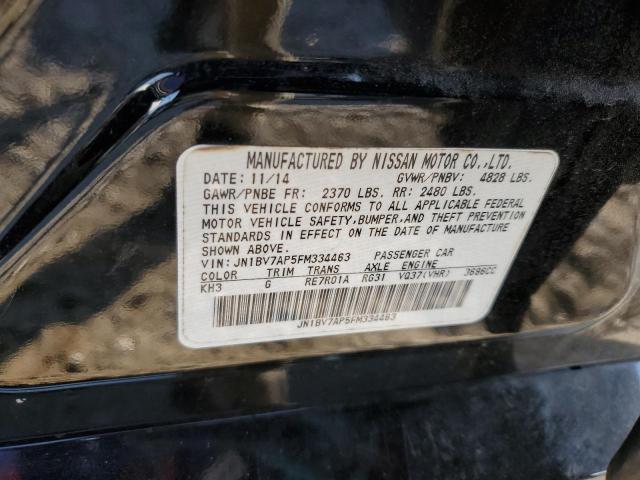 MANUFACTURED BY NISSAN MOTOR CO.,LTD.
DATE: 11/14 GVWR/PNBV: 4828 LBS.
GAWR/PNBE FR: 2370 LBS. RR: 2480 LBS.
THIS VEHICLE CONFORMS TO ALL APPLICABLE FEDERAL
MOTOR VEHICLE SAFETY, BUMPER, AND THEFT PREVENTION
STANDARDS IN EFFECT ON THE DATE OF MANUFACTURE
SHOWN ABOVE.
VIN: JN1BV7AP5FM334463 PASSENGER CAR
COLOR TRIM TRANS AXLE ENGINE
KH3 G RE7R01A RG31 VQ37(VHR) 3696CC
JN1BV7AP5FM334463